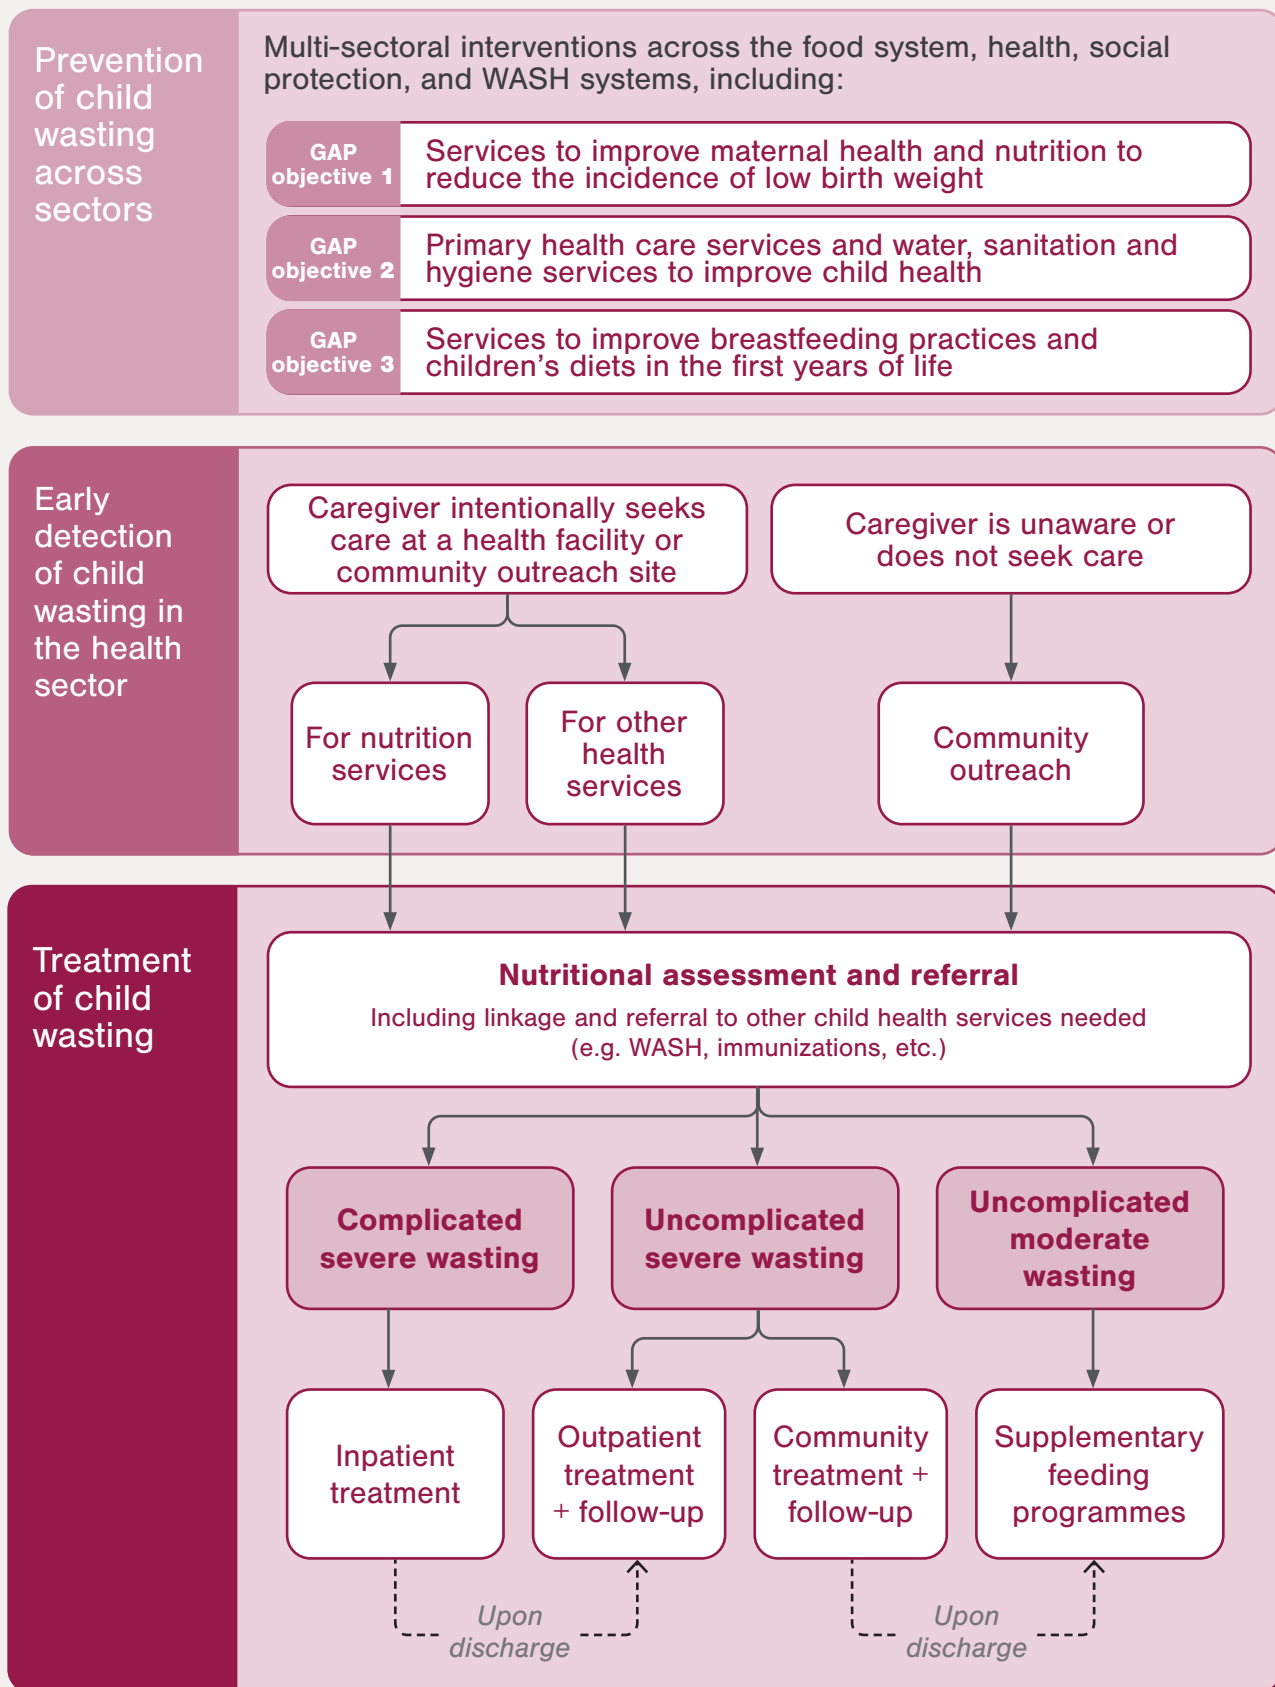 Prevention
of child
wasting
across
sectors
Multi-sectoral interventions across the food system, health, social
protection, and WASH systems, including:
GAP
objective 1
Services to improve maternal health and nutrition to
reduce the incidence of low birth weight
GAP
objective 2
Primary health care services and water, sanitation and
hygiene services to improve child health
GAP
objective 3
Services to improve breastfeeding practices and
children’s diets in the first years of life
Early
detection
of child
wasting in
the health
sector
Caregiver intentionally seeks
care at a health facility or
community outreach site
Caregiver is unaware or
does not seek care
For nutrition
services
For other
health
services
Community
outreach
Treatment
of child
wasting
Nutritional assessment and referral
Including linkage and referral to other child health services needed
(e.g. WASH, immunizations, etc.)
Complicated
severe wasting
Uncomplicated
severe wasting
Uncomplicated
moderate
wasting
Inpatient
treatment
Outpatient
treatment
+ follow-up
Community
treatment +
follow-up
Supplementary
feeding
programmes
Upon
discharge
Upon
discharge